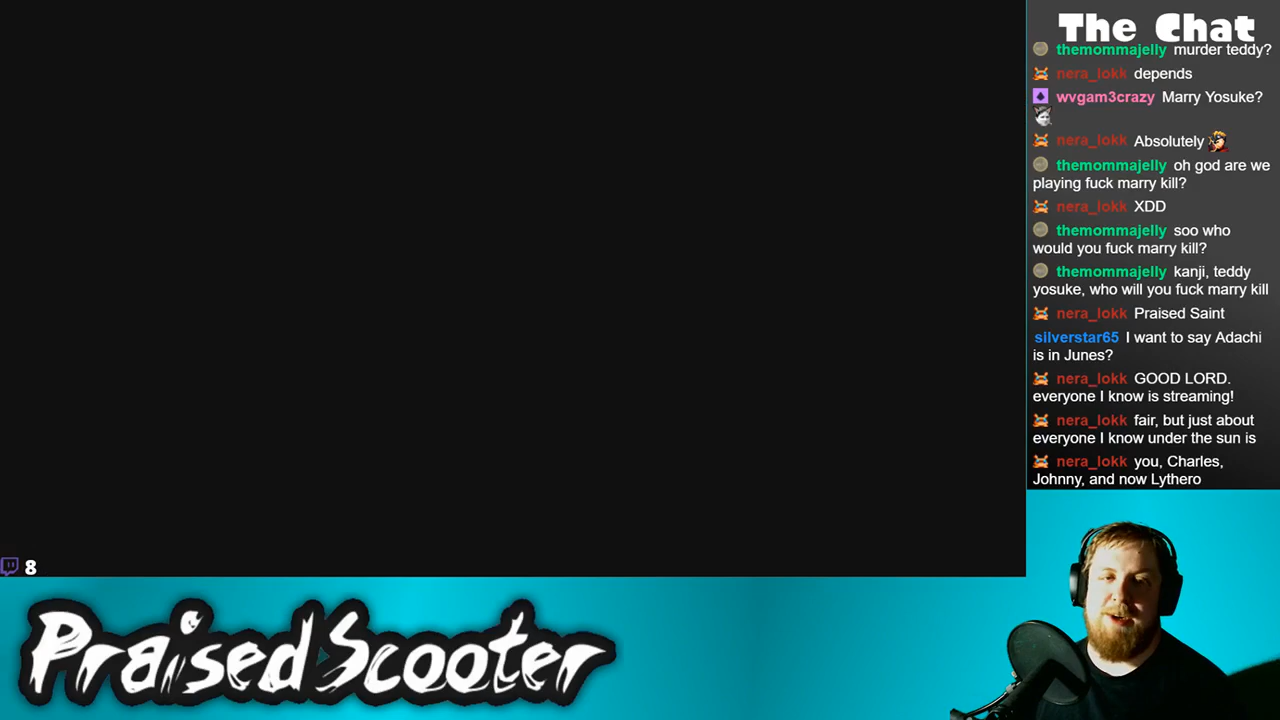 The Chat
themommajelly murder teddy?
nera_lokk depends
wvgam3crazy Marry Yosuke?
nera_lokk Absolutely
themommajelly oh god are we
playing fuck marry kill?
nera_lokk XDD
themommajelly soo who
would you fuck marry kill?
themommajelly kanji, teddy
yosuke, who will you fuck marry kill
nera_lokk Praised Saint
silverstar65 I want to say Adachi
is in Junes?
nera_lokk GOOD LORD.
everyone I know is streaming!
nera_lokk fair, but just about
everyone I know under the sun is
nera_lokk you, Charles,
Johnny, and now Lythero
8
PraisedScooter